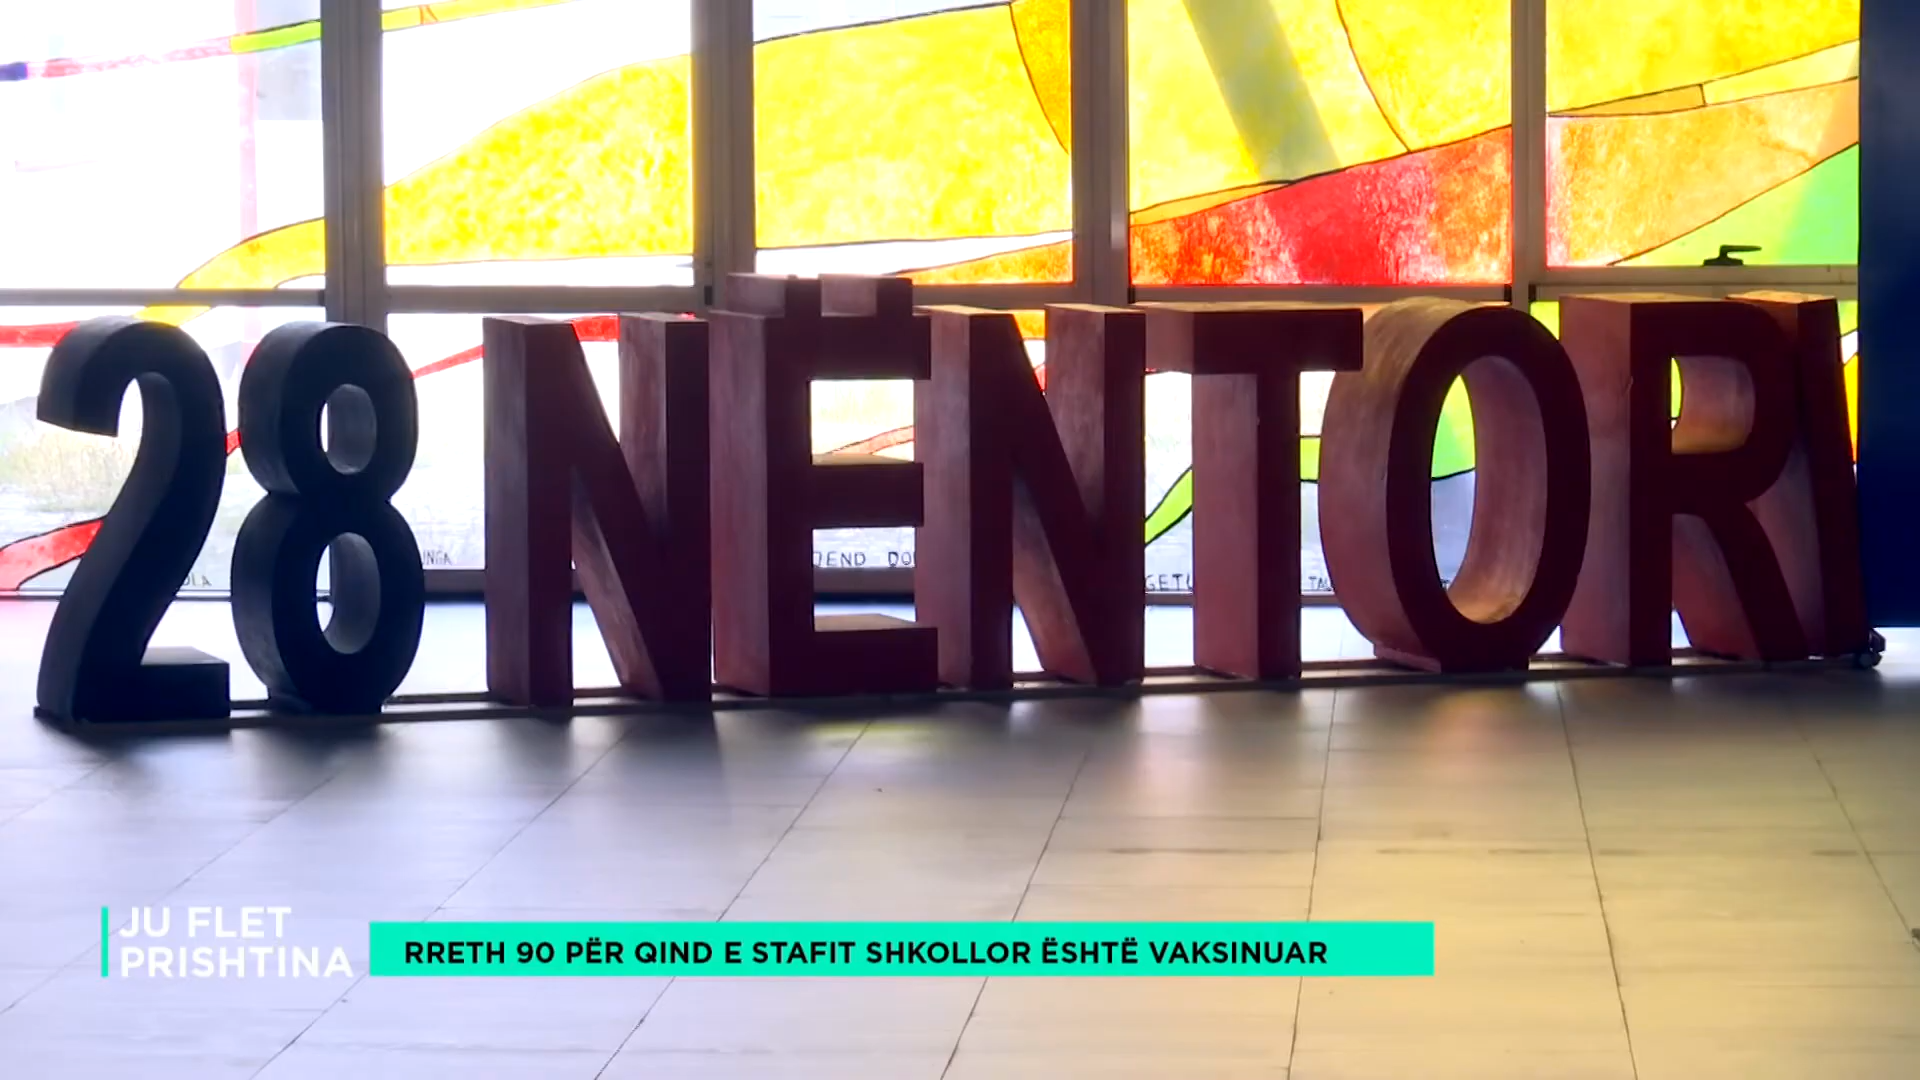 28 NËNTORI
JU FLET
PRISHTINA
RRETH 90 PËR QIND E STAFIT SHKOLLOR ËSHTË VAKSINUAR